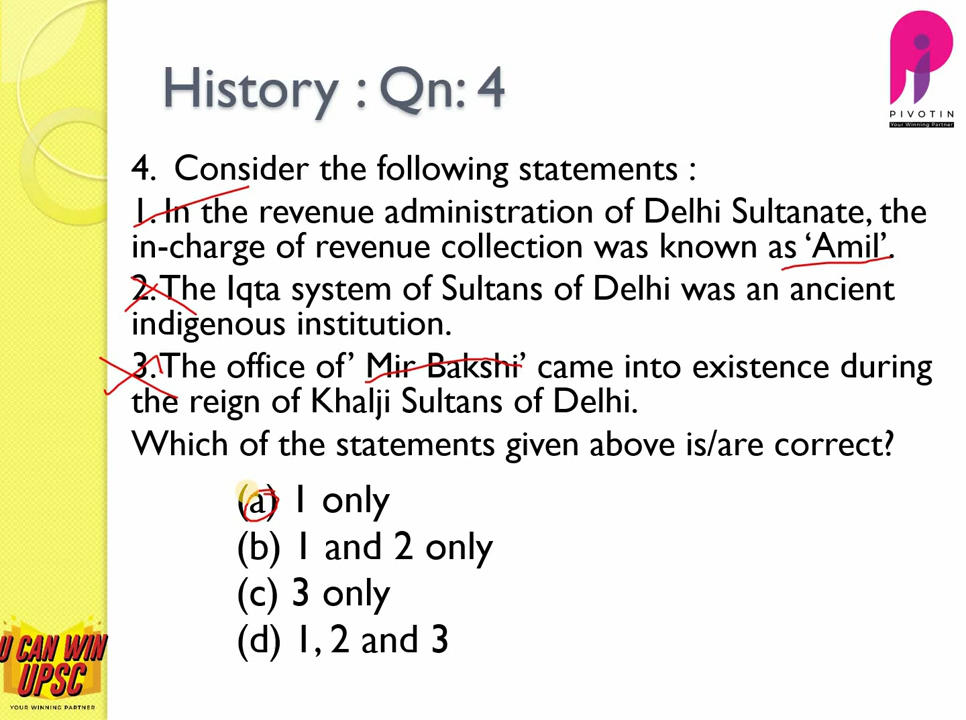 History : Qn: 4
PIVOTIN
Your Winning Partner
4. Consider the following statements :
1. In the revenue administration of Delhi Sultanate, the
in-charge of revenue collection was known as ‘Amil’.
2. The Iqta system of Sultans of Delhi was an ancient
indigenous institution.
3. The office of’ Mir Bakshi’ came into existence during
the reign of Khalji Sultans of Delhi.
Which of the statements given above is/are correct?
(a) 1 only
(b) 1 and 2 only
(c) 3 only
(d) 1, 2 and 3
U CAN WIN
UPSC
YOUR WINNING PARTNER